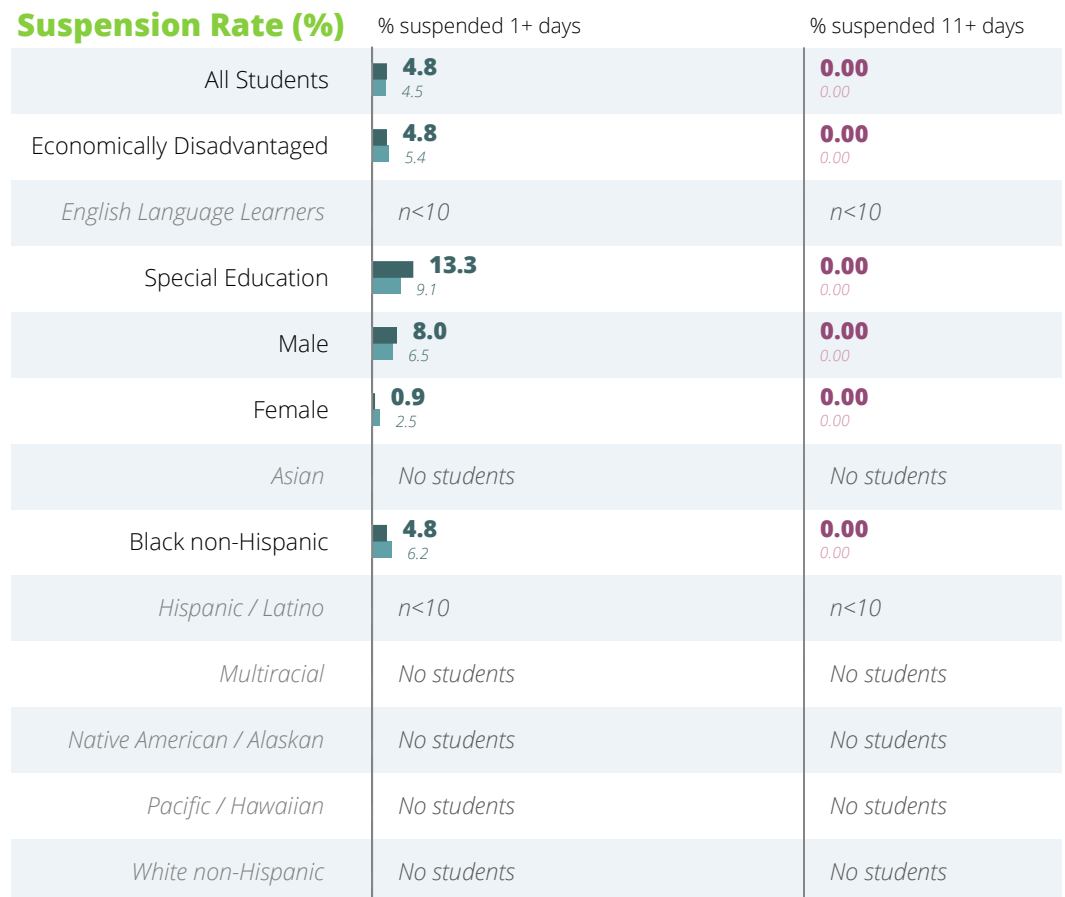 Suspension Rate (%) % suspended 1+ days % suspended 11+ days
All Students 4.8 0.00
4.5 0.00
Economically Disadvantaged 4.8 0.00
5.4 0.00
English Language Learners n<10 n<10
Special Education 13.3 0.00
9.1 0.00
Male 8.0 0.00
6.5 0.00
Female 0.9 0.00
2.5 0.00
Asian No students No students
Black non-Hispanic 4.8 0.00
6.2 0.00
Hispanic / Latino n<10 n<10
Multiracial No students No students
Native American / Alaskan No students No students
Pacific / Hawaiian No students No students
White non-Hispanic No students No students